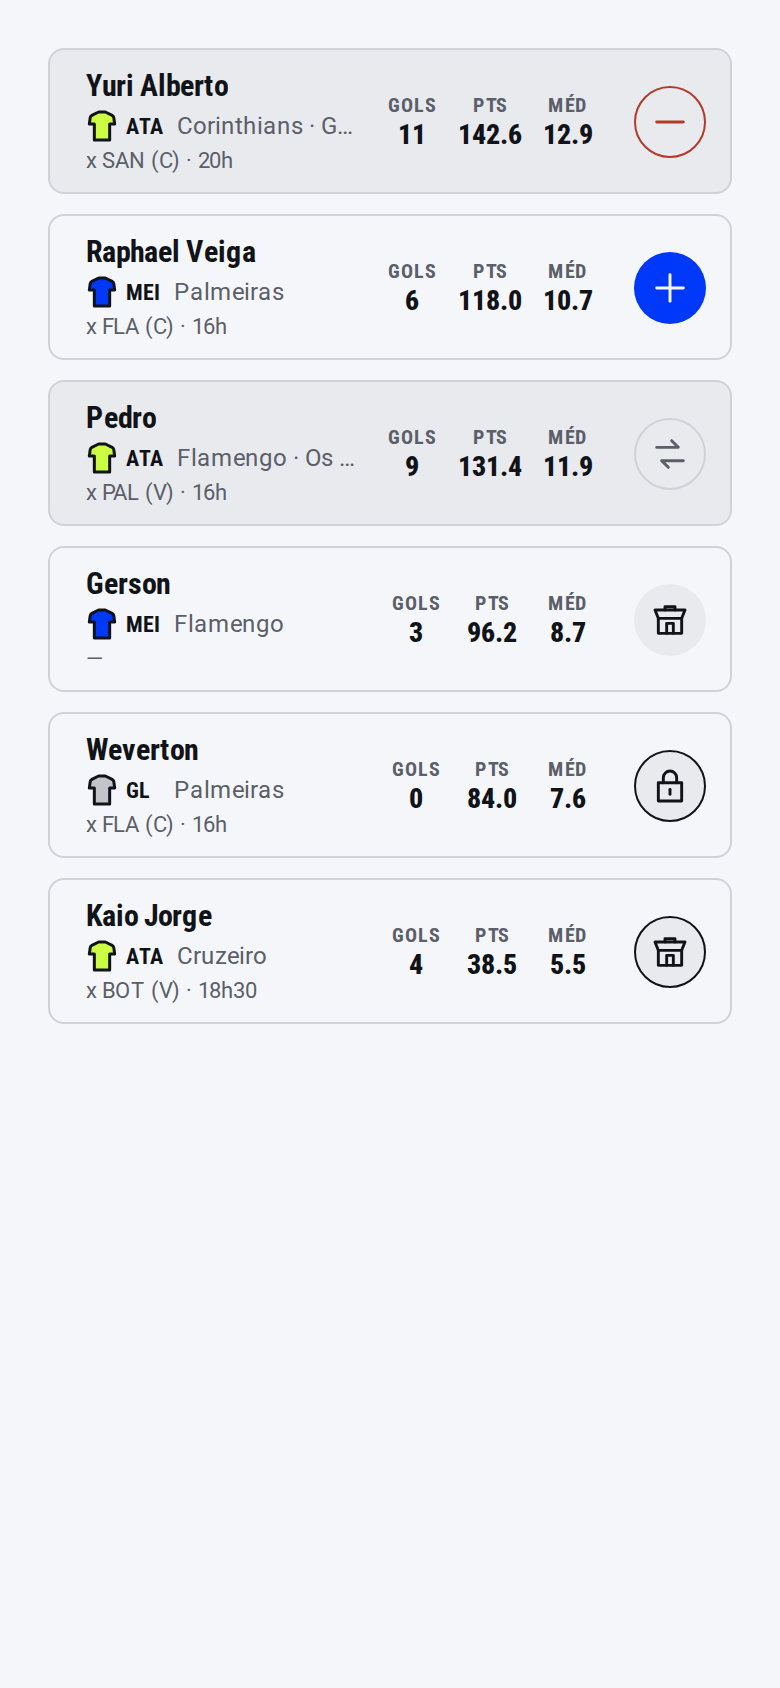 Yuri Alberto
ATA Corinthians · G...
x SAN (C) · 20h
GOLS PTS MÉD
11 142.6 12.9
Raphael Veiga
MEI Palmeiras
x FLA (C) · 16h
GOLS PTS MÉD
6 118.0 10.7
Pedro
ATA Flamengo · Os ...
x PAL (V) · 16h
GOLS PTS MÉD
9 131.4 11.9
Gerson
MEI Flamengo
—
GOLS PTS MÉD
3 96.2 8.7
Weverton
GL Palmeiras
x FLA (C) · 16h
GOLS PTS MÉD
0 84.0 7.6
Kaio Jorge
ATA Cruzeiro
x BOT (V) · 18h30
GOLS PTS MÉD
4 38.5 5.5